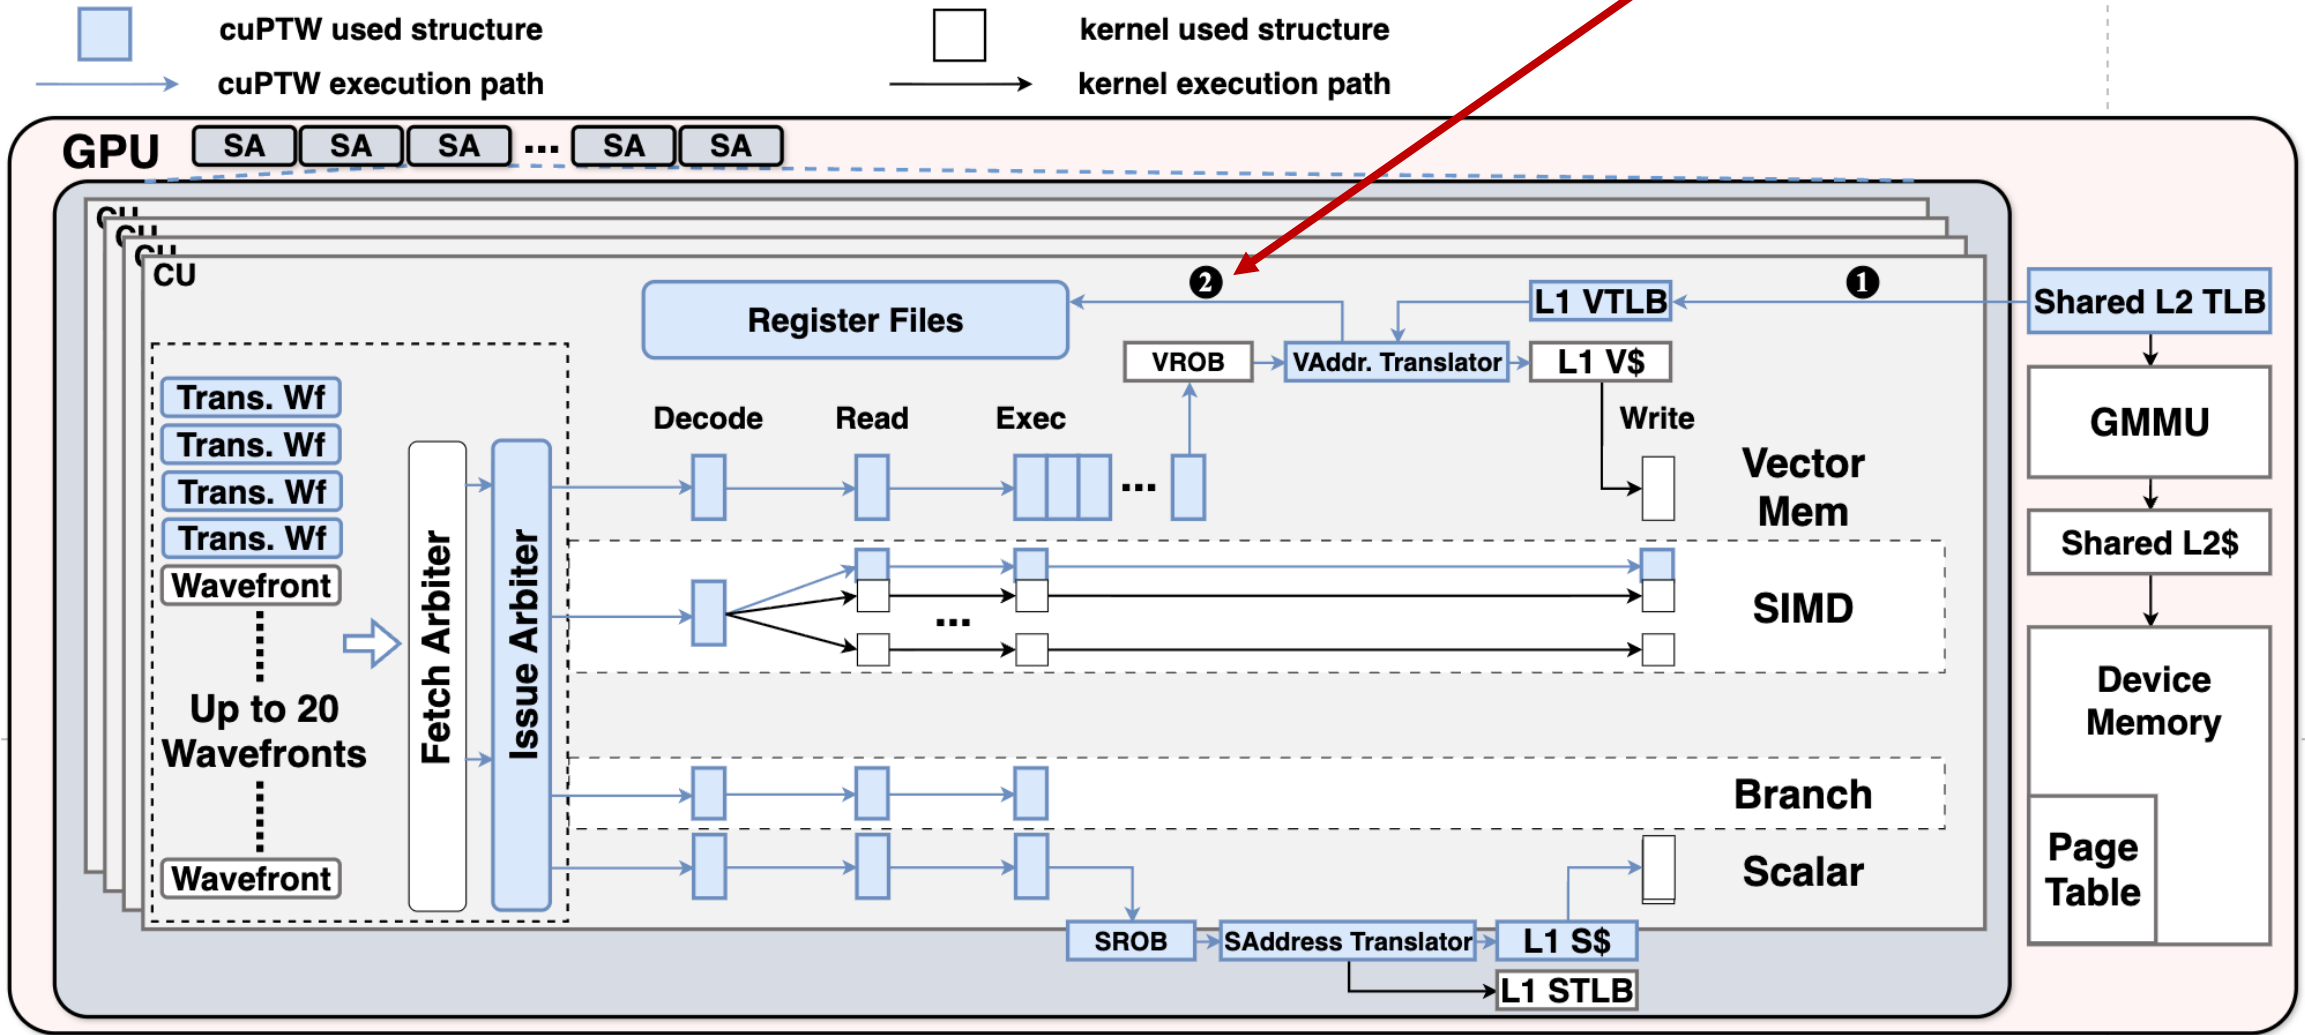 cuPTW used structure
kernel used structure
cuPTW execution path
kernel execution path
GPU
SA SA SA ... SA SA
CU
CU
CU
CU
❷
❶
Register Files
L1 VTLB
Shared L2 TLB
VROB
VAddr. Translator
L1 V$
GMMU
Trans. Wf
Trans. Wf
Trans. Wf
Trans. Wf
Wavefront
Up to 20
Wavefronts
Wavefront
Fetch Arbiter
Issue Arbiter
Decode
Read
Exec
Write
...
Vector
Mem
...
SIMD
Branch
Scalar
Shared L2$
Device
Memory
Page
Table
SROB
SAddress Translator
L1 S$
L1 STLB